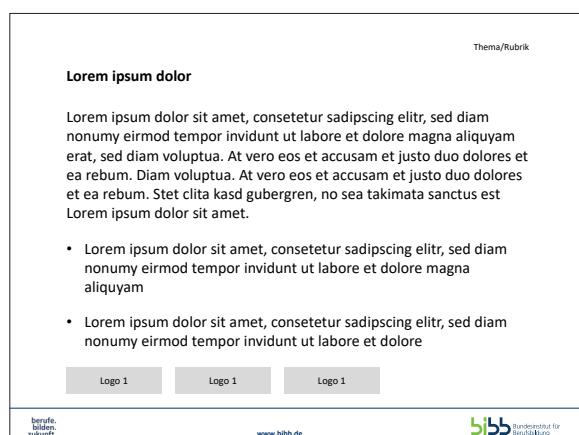 Thema/Rubrik
Lorem ipsum dolor
Lorem ipsum dolor sit amet, consetetur sadipscing elitr, sed diam
nonumy eirmod tempor invidunt ut labore et dolore magna aliquyam
erat, sed diam voluptua. At vero eos et accusam et justo duo dolores et
ea rebum. Diam voluptua. At vero eos et accusam et justo duo dolores
et ea rebum. Stet clita kasd gubergren, no sea takimata sanctus est
Lorem ipsum dolor sit amet.
• Lorem ipsum dolor sit amet, consetetur sadipscing elitr, sed diam
nonumy eirmod tempor invidunt ut labore et dolore magna
aliquyam
• Lorem ipsum dolor sit amet, consetetur sadipscing elitr, sed diam
nonumy eirmod tempor invidunt ut labore et dolore
Logo 1 Logo 1 Logo 1
berufe.
bilden.
zukunft.
www.bibb.de
bibb Bundesinstitut für
Berufsbildung